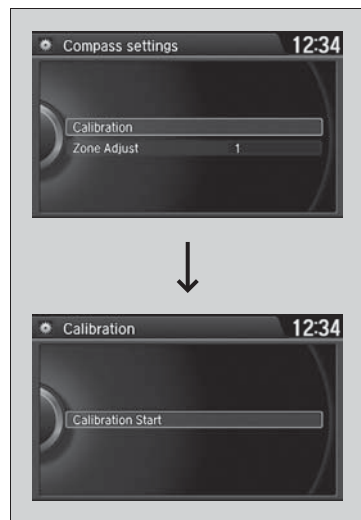 Compass settings 12:34
Calibration
Zone Adjust 1
Calibration 12:34
Calibration Start